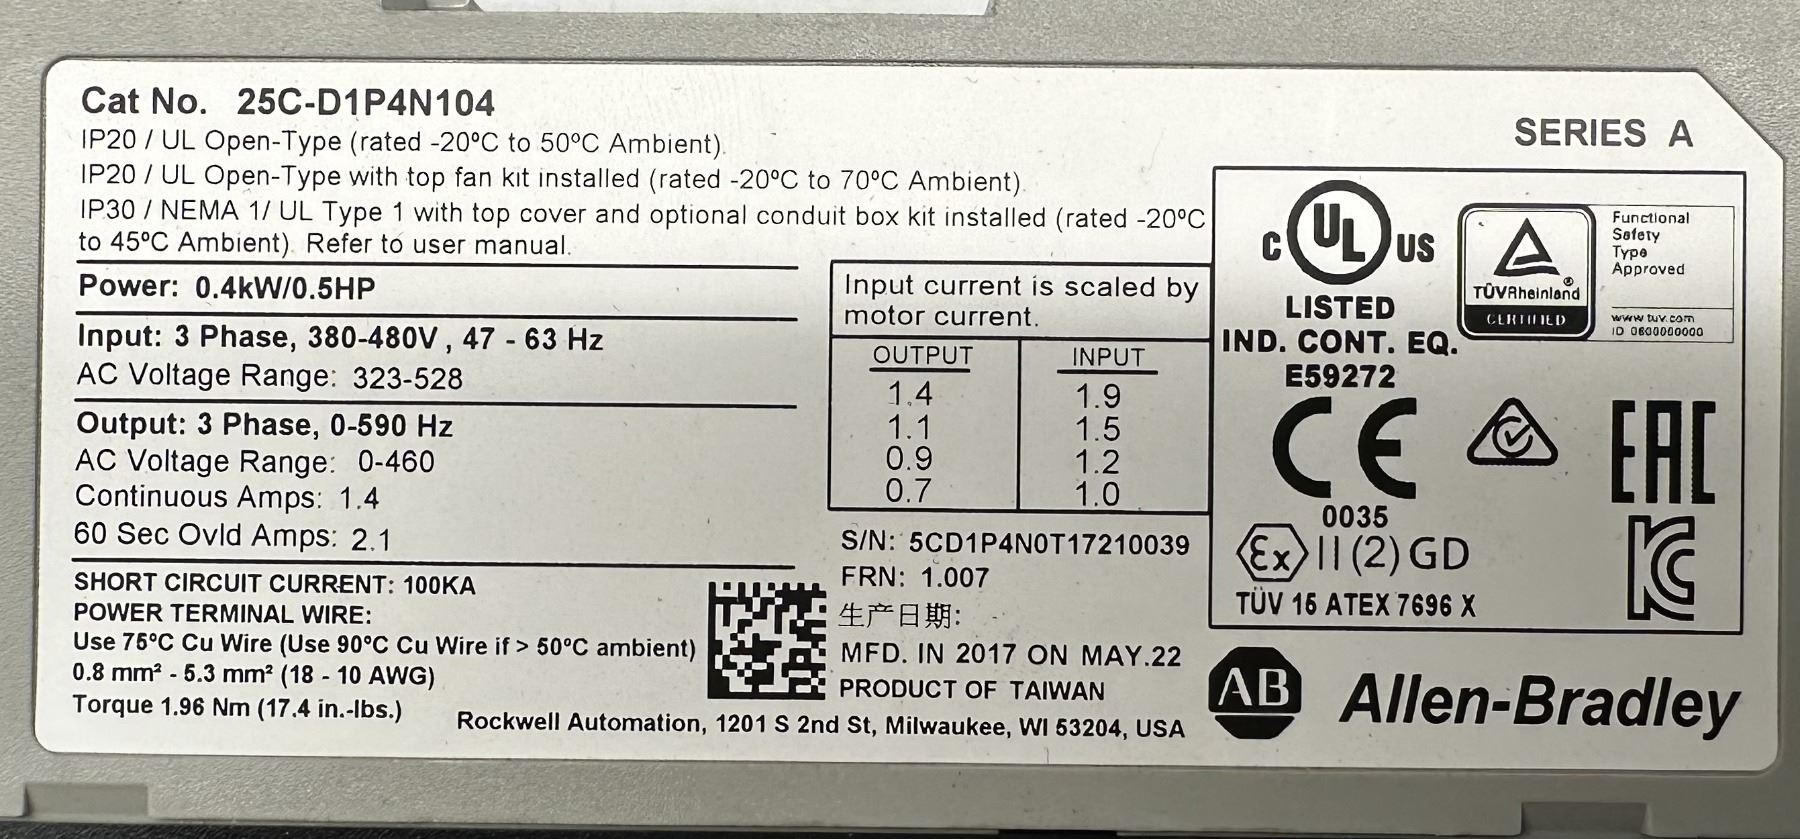 Cat No. 25C-D1P4N104
IP20 / UL Open-Type (rated -20ºC to 50ºC Ambient).
IP20 / UL Open-Type with top fan kit installed (rated -20ºC to 70ºC Ambient).
IP30 / NEMA 1/ UL Type 1 with top cover and optional conduit box kit installed (rated -20ºC
to 45ºC Ambient). Refer to user manual.
SERIES A
Power: 0.4kW/0.5HP
Input: 3 Phase, 380-480V , 47 - 63 Hz
AC Voltage Range: 323-528
Output: 3 Phase, 0-590 Hz
AC Voltage Range: 0-460
Continuous Amps: 1.4
60 Sec Ovld Amps: 2.1
SHORT CIRCUIT CURRENT: 100KA
POWER TERMINAL WIRE:
Use 75ºC Cu Wire (Use 90ºC Cu Wire if > 50ºC ambient)
0.8 mm² - 5.3 mm² (18 - 10 AWG)
Torque 1.96 Nm (17.4 in.-lbs.)
Input current is scaled by
motor current.
OUTPUT INPUT
1.4 1.9
1.1 1.5
0.9 1.2
0.7 1.0
S/N: 5CD1P4N0T17210039
FRN: 1.007
生产日期:
MFD. IN 2017 ON MAY.22
PRODUCT OF TAIWAN
Rockwell Automation, 1201 S 2nd St, Milwaukee, WI 53204, USA
C UL US
LISTED
IND. CONT. EQ.
E59272
TÜVRheinland ®
CERTIFIED
Functional
Safety
Type
Approved
www.tuv.com
ID 0600000000
CE
EAC
0035
Ex II (2) GD
TÜV 15 ATEX 7696 X
KC
AB Allen-Bradley